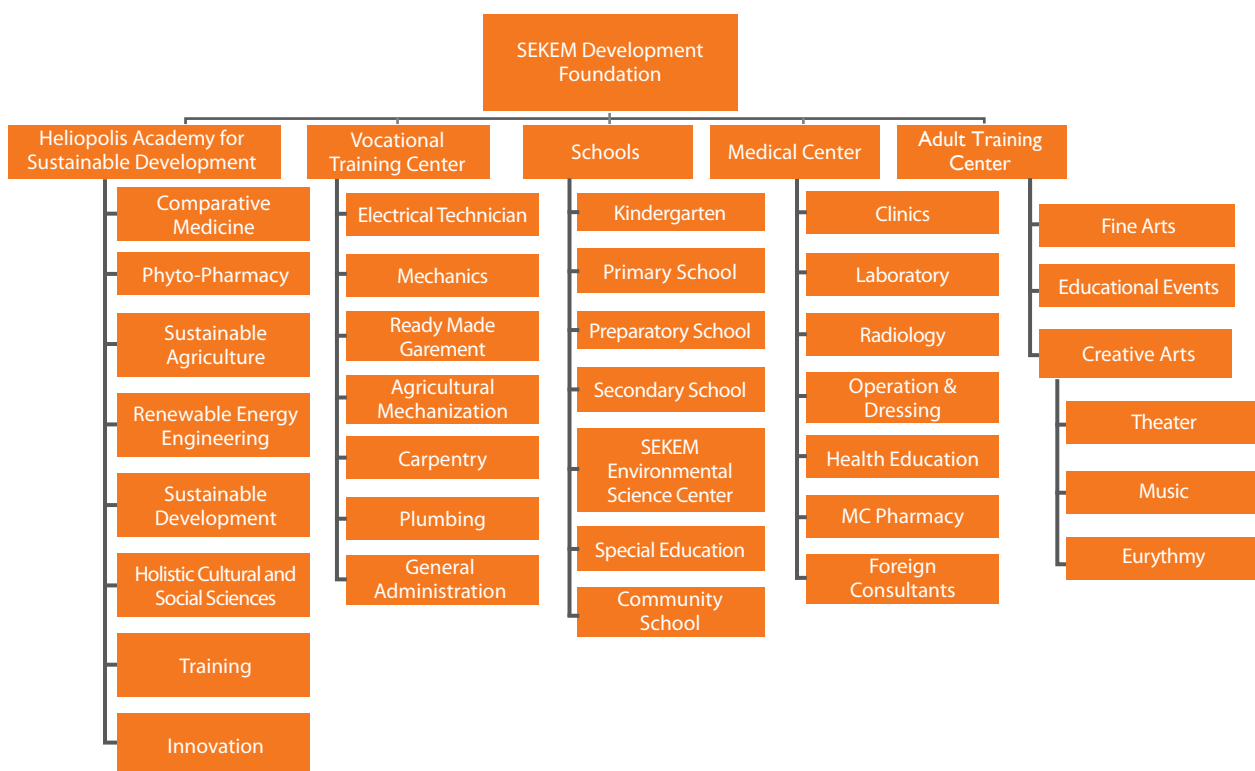 SEKEM Development
Foundation
Heliopolis Academy for
Sustainable Development
Comparative
Medicine
Phyto-Pharmacy
Sustainable
Agriculture
Renewable Energy
Engineering
Sustainable
Development
Holistic Cultural and
Social Sciences
Training
Innovation
Vocational
Training Center
Electrical Technician
Mechanics
Ready Made
Garement
Agricultural
Mechanization
Carpentry
Plumbing
General
Administration
Schools
Kindergarten
Primary School
Preparatory School
Secondary School
SEKEM
Environmental
Science Center
Special Education
Community
School
Medical Center
Clinics
Laboratory
Radiology
Operation &
Dressing
Health Education
MC Pharmacy
Foreign
Consultants
Adult Training
Center
Fine Arts
Educational Events
Creative Arts
Theater
Music
Eurythmy